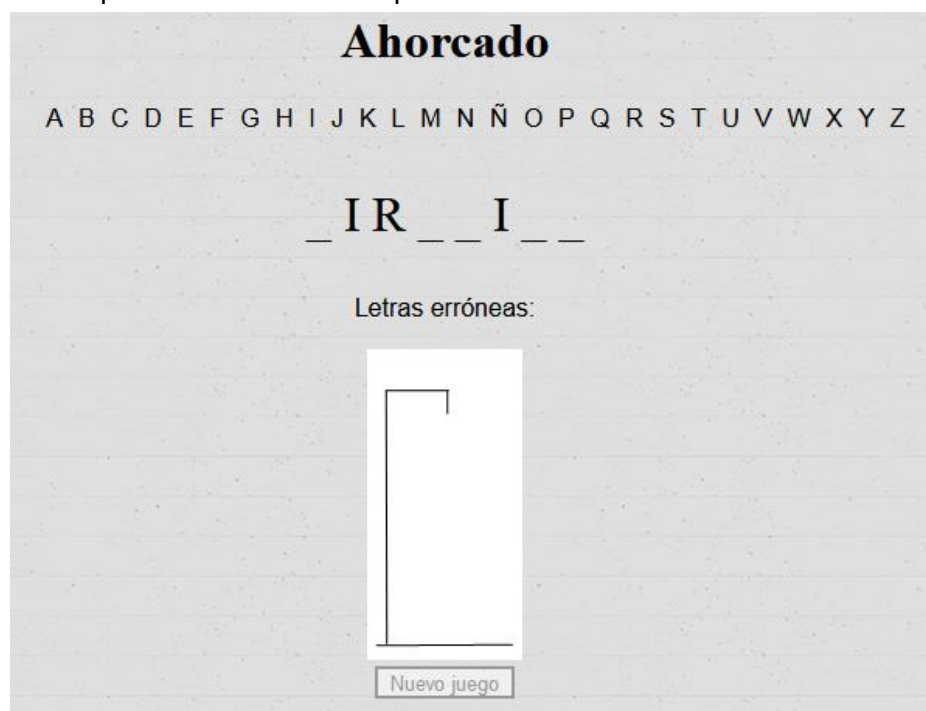 Ahorcado
A B C D E F G H I J K L M N Ñ O P Q R S T U V W X Y Z
_ I R _ _ I _ _
Letras erróneas:
Nuevo juego